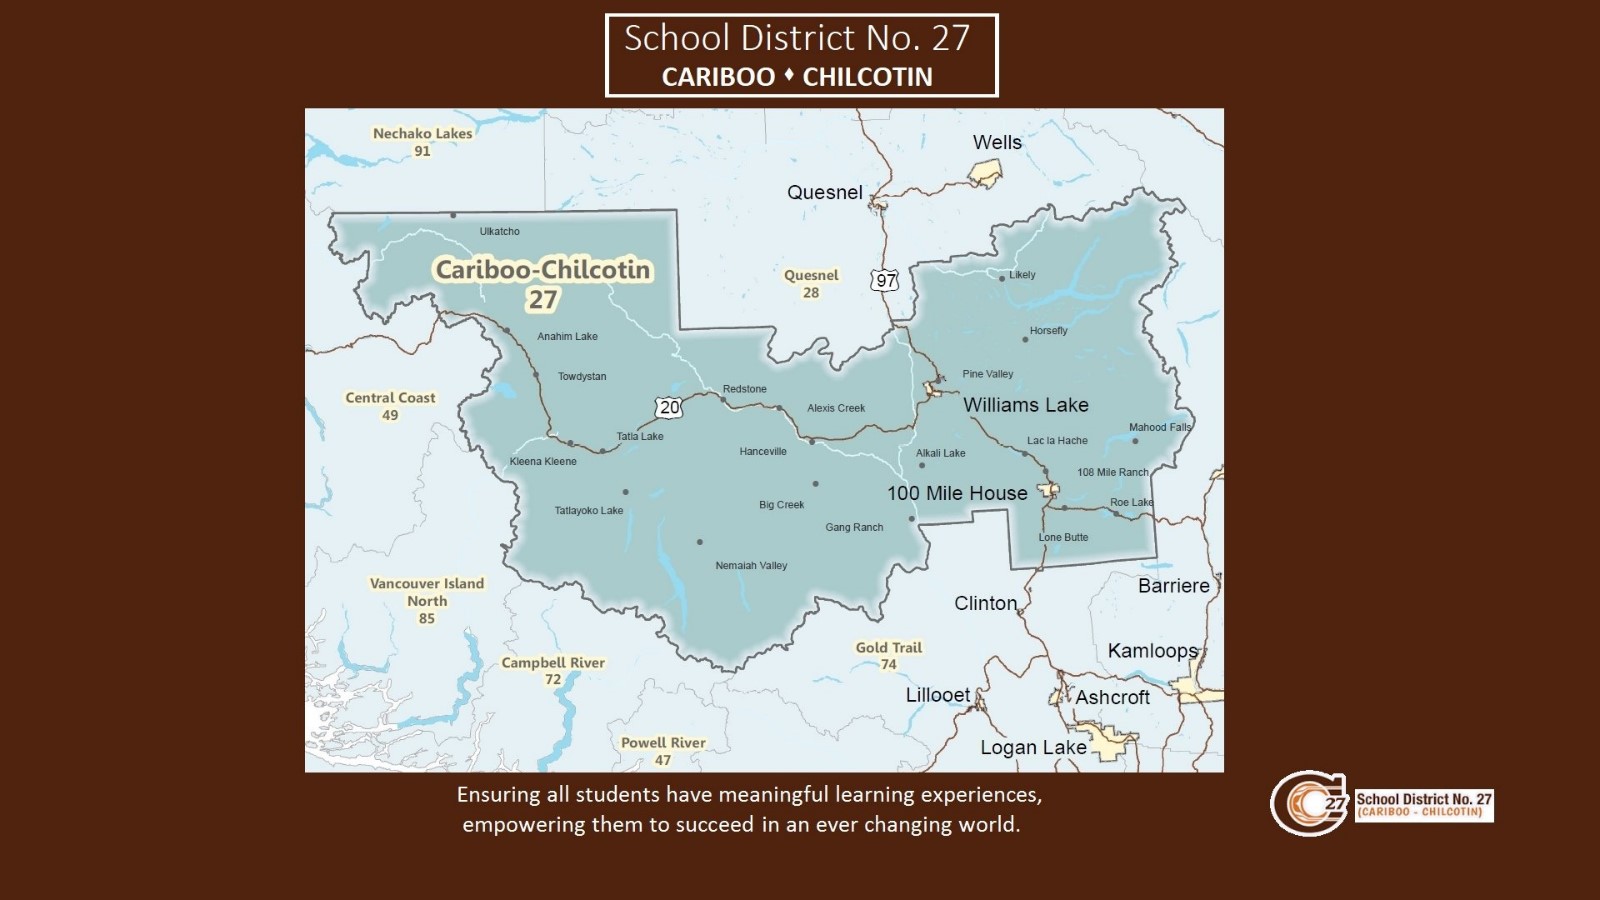 School District No. 27
CARIBOO ♦ CHILCOTIN
Nechako Lakes
91
Wells
Quesnel
Ulkatcho
Cariboo-Chilcotin
27
Quesnel
28
97
Likely
Horsefly
Anahim Lake
Towdystan
Pine Valley
Redstone
Central Coast
49
20
Alexis Creek
Williams Lake
Mahood Falls
Tatla Lake
Lac la Hache
Hanceville
Alkali Lake
Kleena Kleene
108 Mile Ranch
100 Mile House
Roe Lake
Big Creek
Tatlayoko Lake
Gang Ranch
Lone Butte
Nemaiah Valley
Vancouver Island
North
85
Barriere
Clinton
Gold Trail
74
Kamloops
Campbell River
72
Lillooet
Ashcroft
Powell River
47
Logan Lake
Ensuring all students have meaningful learning experiences,
empowering them to succeed in an ever changing world.
27
School District No. 27
(CARIBOO - CHILCOTIN)